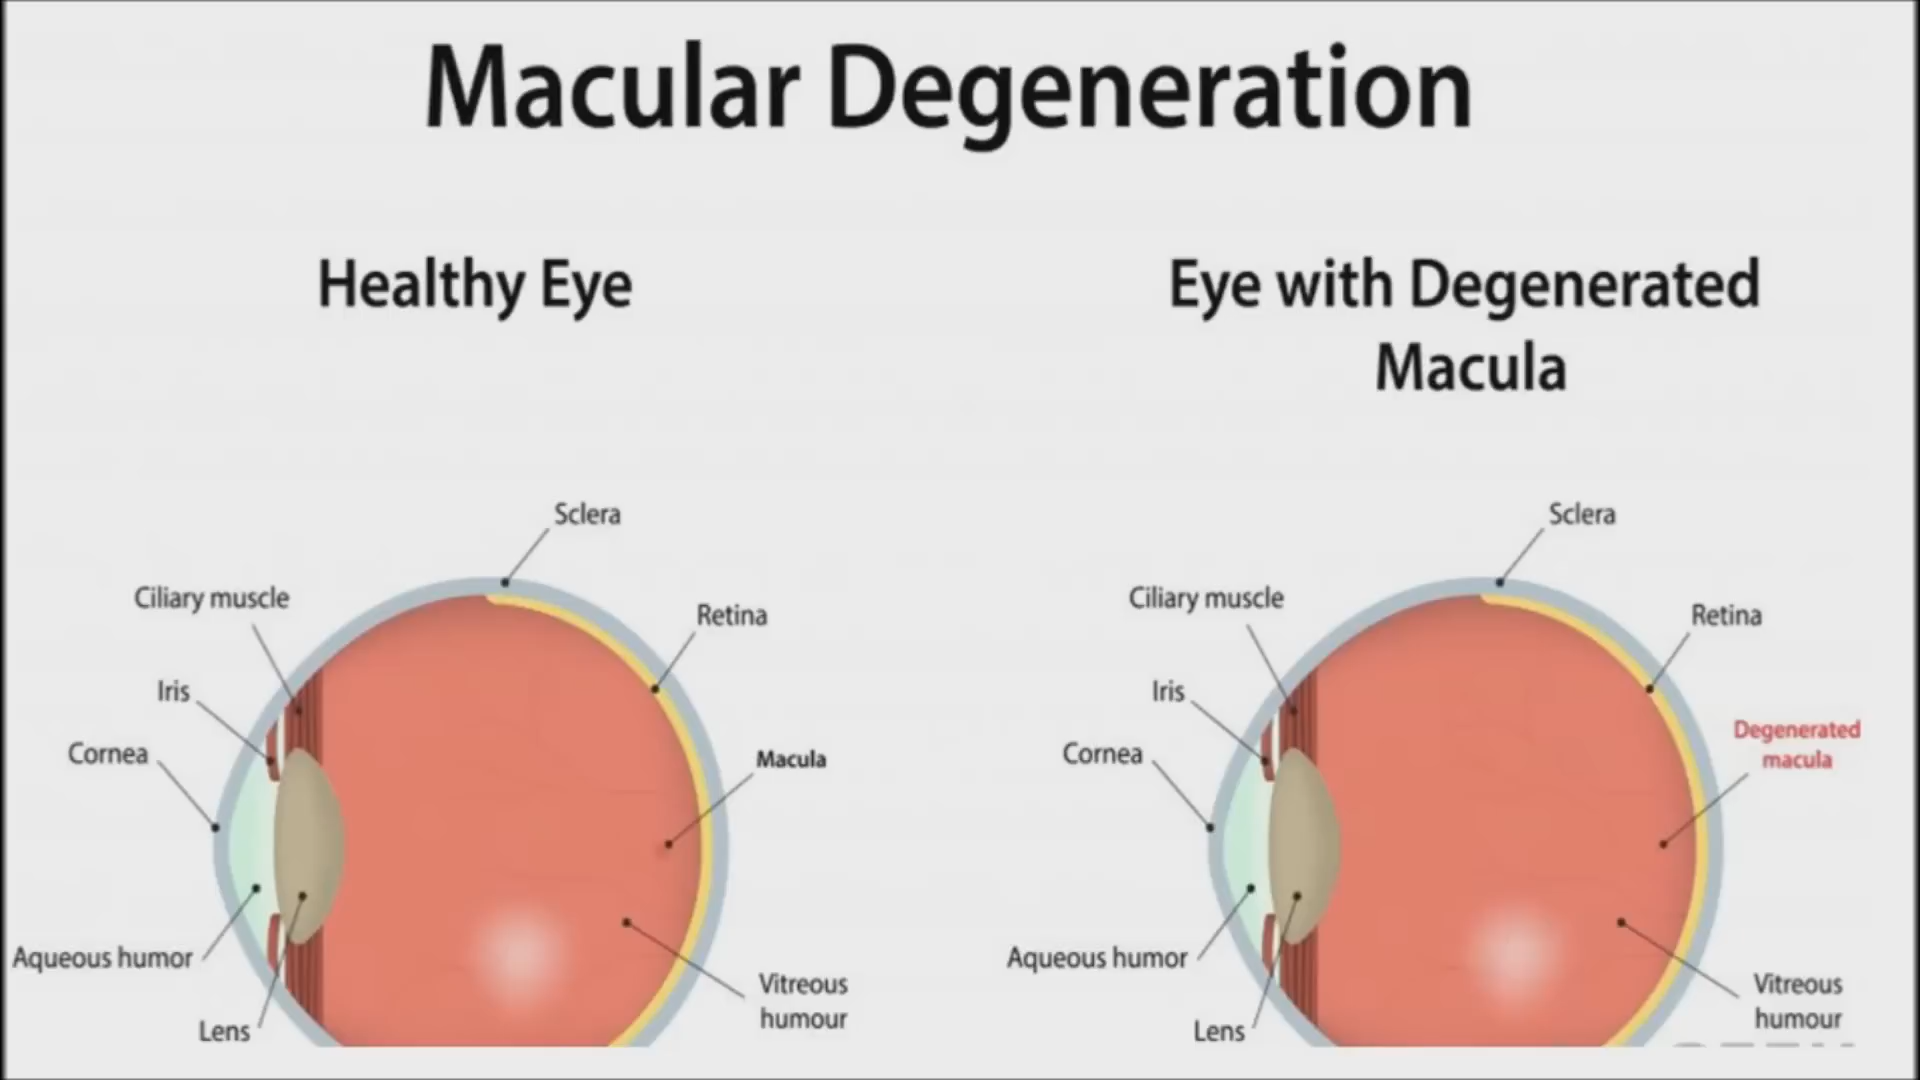 Macular Degeneration
Healthy Eye
Sclera
Ciliary muscle
Retina
Iris
Cornea
Macula
Aqueous humor
Vitreous
humour
Lens
Eye with Degenerated
Macula
Sclera
Ciliary muscle
Retina
Iris
Degenerated
macula
Cornea
Aqueous humor
Vitreous
humour
Lens